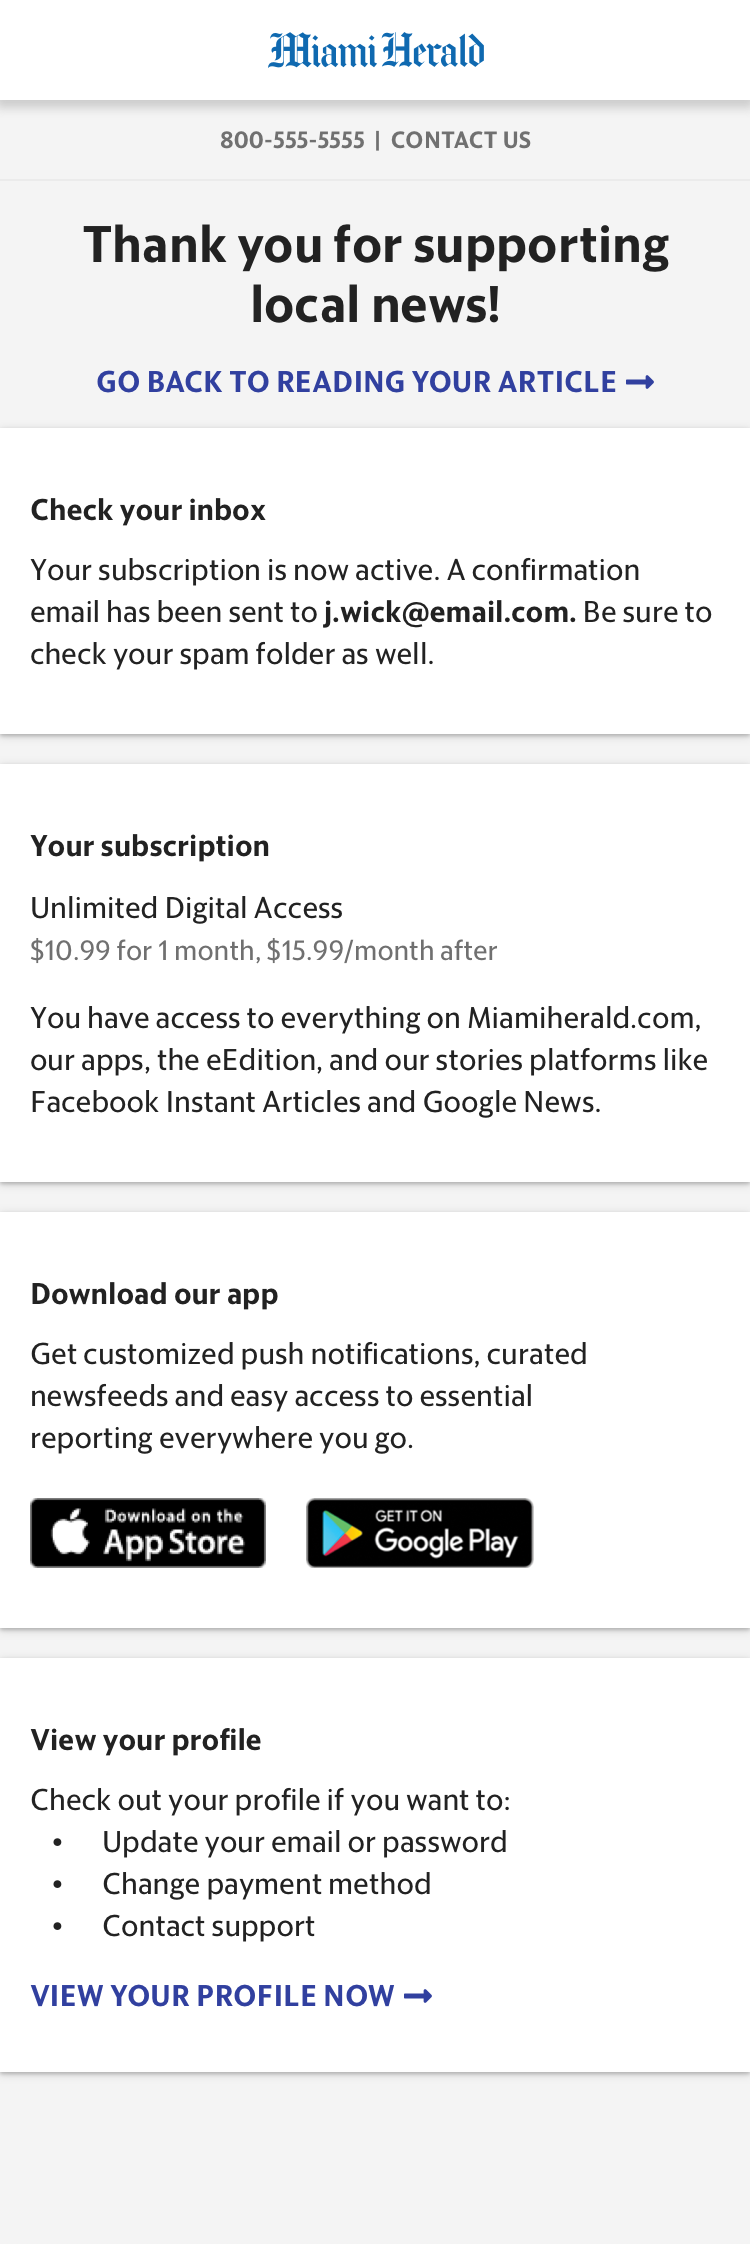 Miami Herald
800-555-5555 | CONTACT US
Thank you for supporting
local news!
GO BACK TO READING YOUR ARTICLE →
Check your inbox
Your subscription is now active. A confirmation
email has been sent to j.wick@email.com. Be sure to
check your spam folder as well.
Your subscription
Unlimited Digital Access
$10.99 for 1 month, $15.99/month after
You have access to everything on Miamiherald.com,
our apps, the eEdition, and our stories platforms like
Facebook Instant Articles and Google News.
Download our app
Get customized push notifications, curated
newsfeeds and easy access to essential
reporting everywhere you go.
Download on the
App Store
GET IT ON
Google Play
View your profile
Check out your profile if you want to:
• Update your email or password
• Change payment method
• Contact support
VIEW YOUR PROFILE NOW →